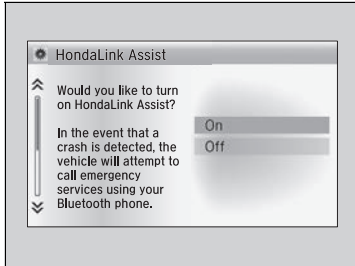 HondaLink Assist
Would you like to turn
on HondaLink Assist?
In the event that a
crash is detected, the
vehicle will attempt to
call emergency
services using your
Bluetooth phone.
On
Off